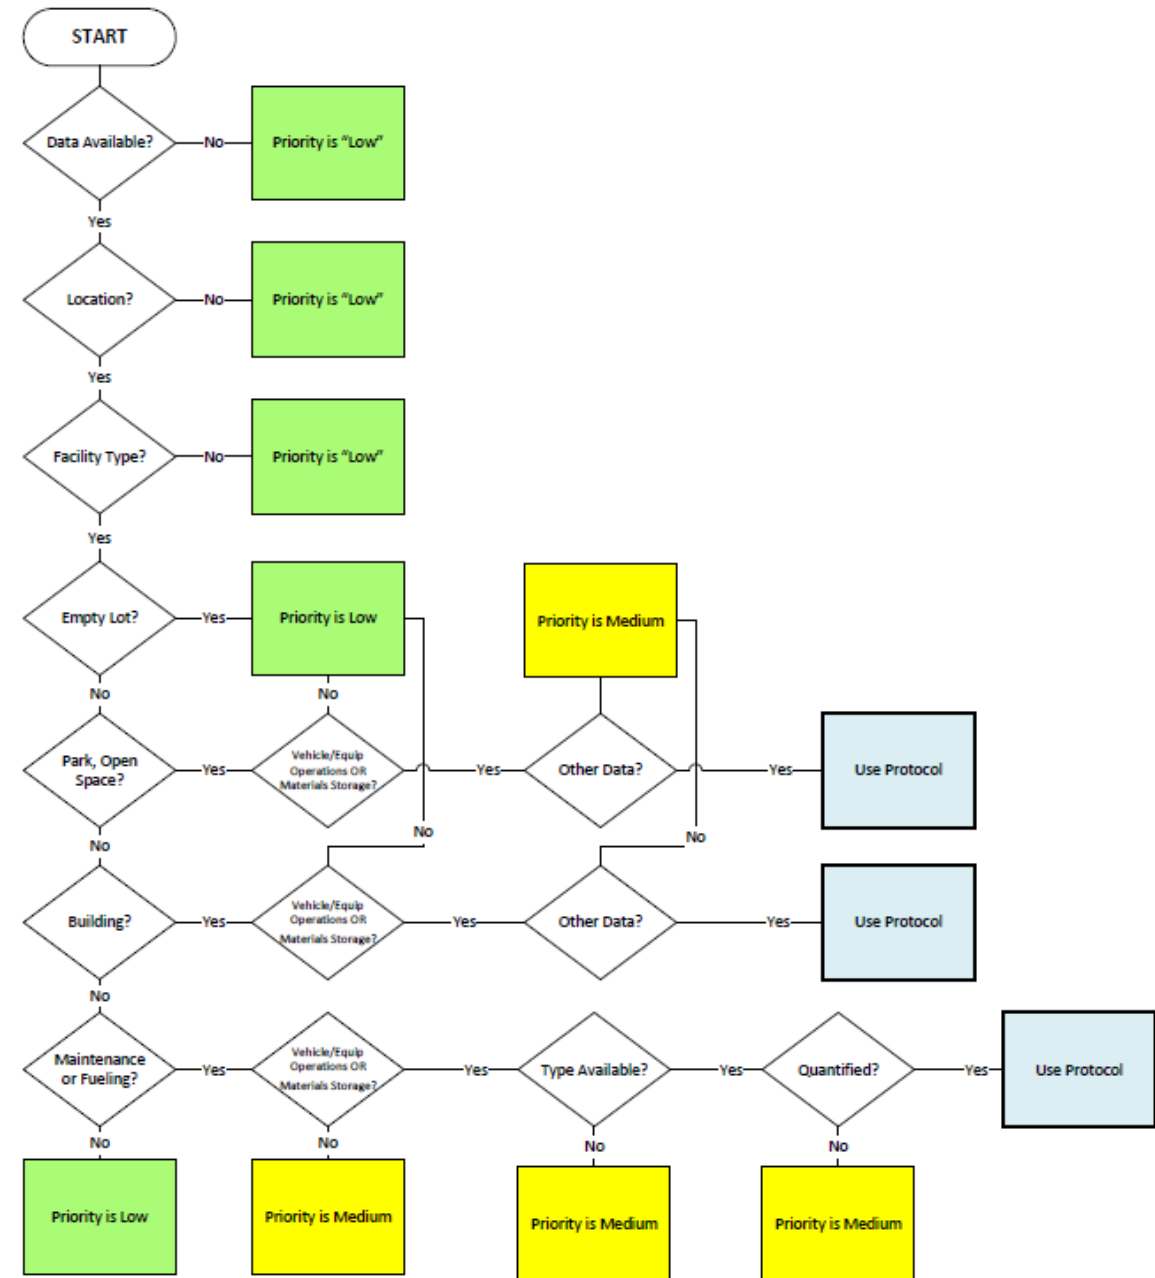 START
Data Available?
No
Priority is “Low”
Yes
Location?
No
Priority is “Low”
Yes
Facility Type?
No
Priority is “Low”
Yes
Empty Lot?
Yes
Priority is Low
Priority is Medium
No
No
Park, Open
Space?
Yes
Vehicle/Equip
Operations OR
Materials Storage?
Yes
Other Data?
Yes
Use Protocol
No
No
No
Building?
Yes
Vehicle/Equip
Operations OR
Materials Storage?
Yes
Other Data?
Yes
Use Protocol
No
Maintenance
or Fueling?
Yes
Vehicle/Equip
Operations OR
Materials Storage?
Yes
Type Available?
Yes
Quantified?
Yes
Use Protocol
No
No
No
No
Priority is Low
Priority is Medium
Priority is Medium
Priority is Medium